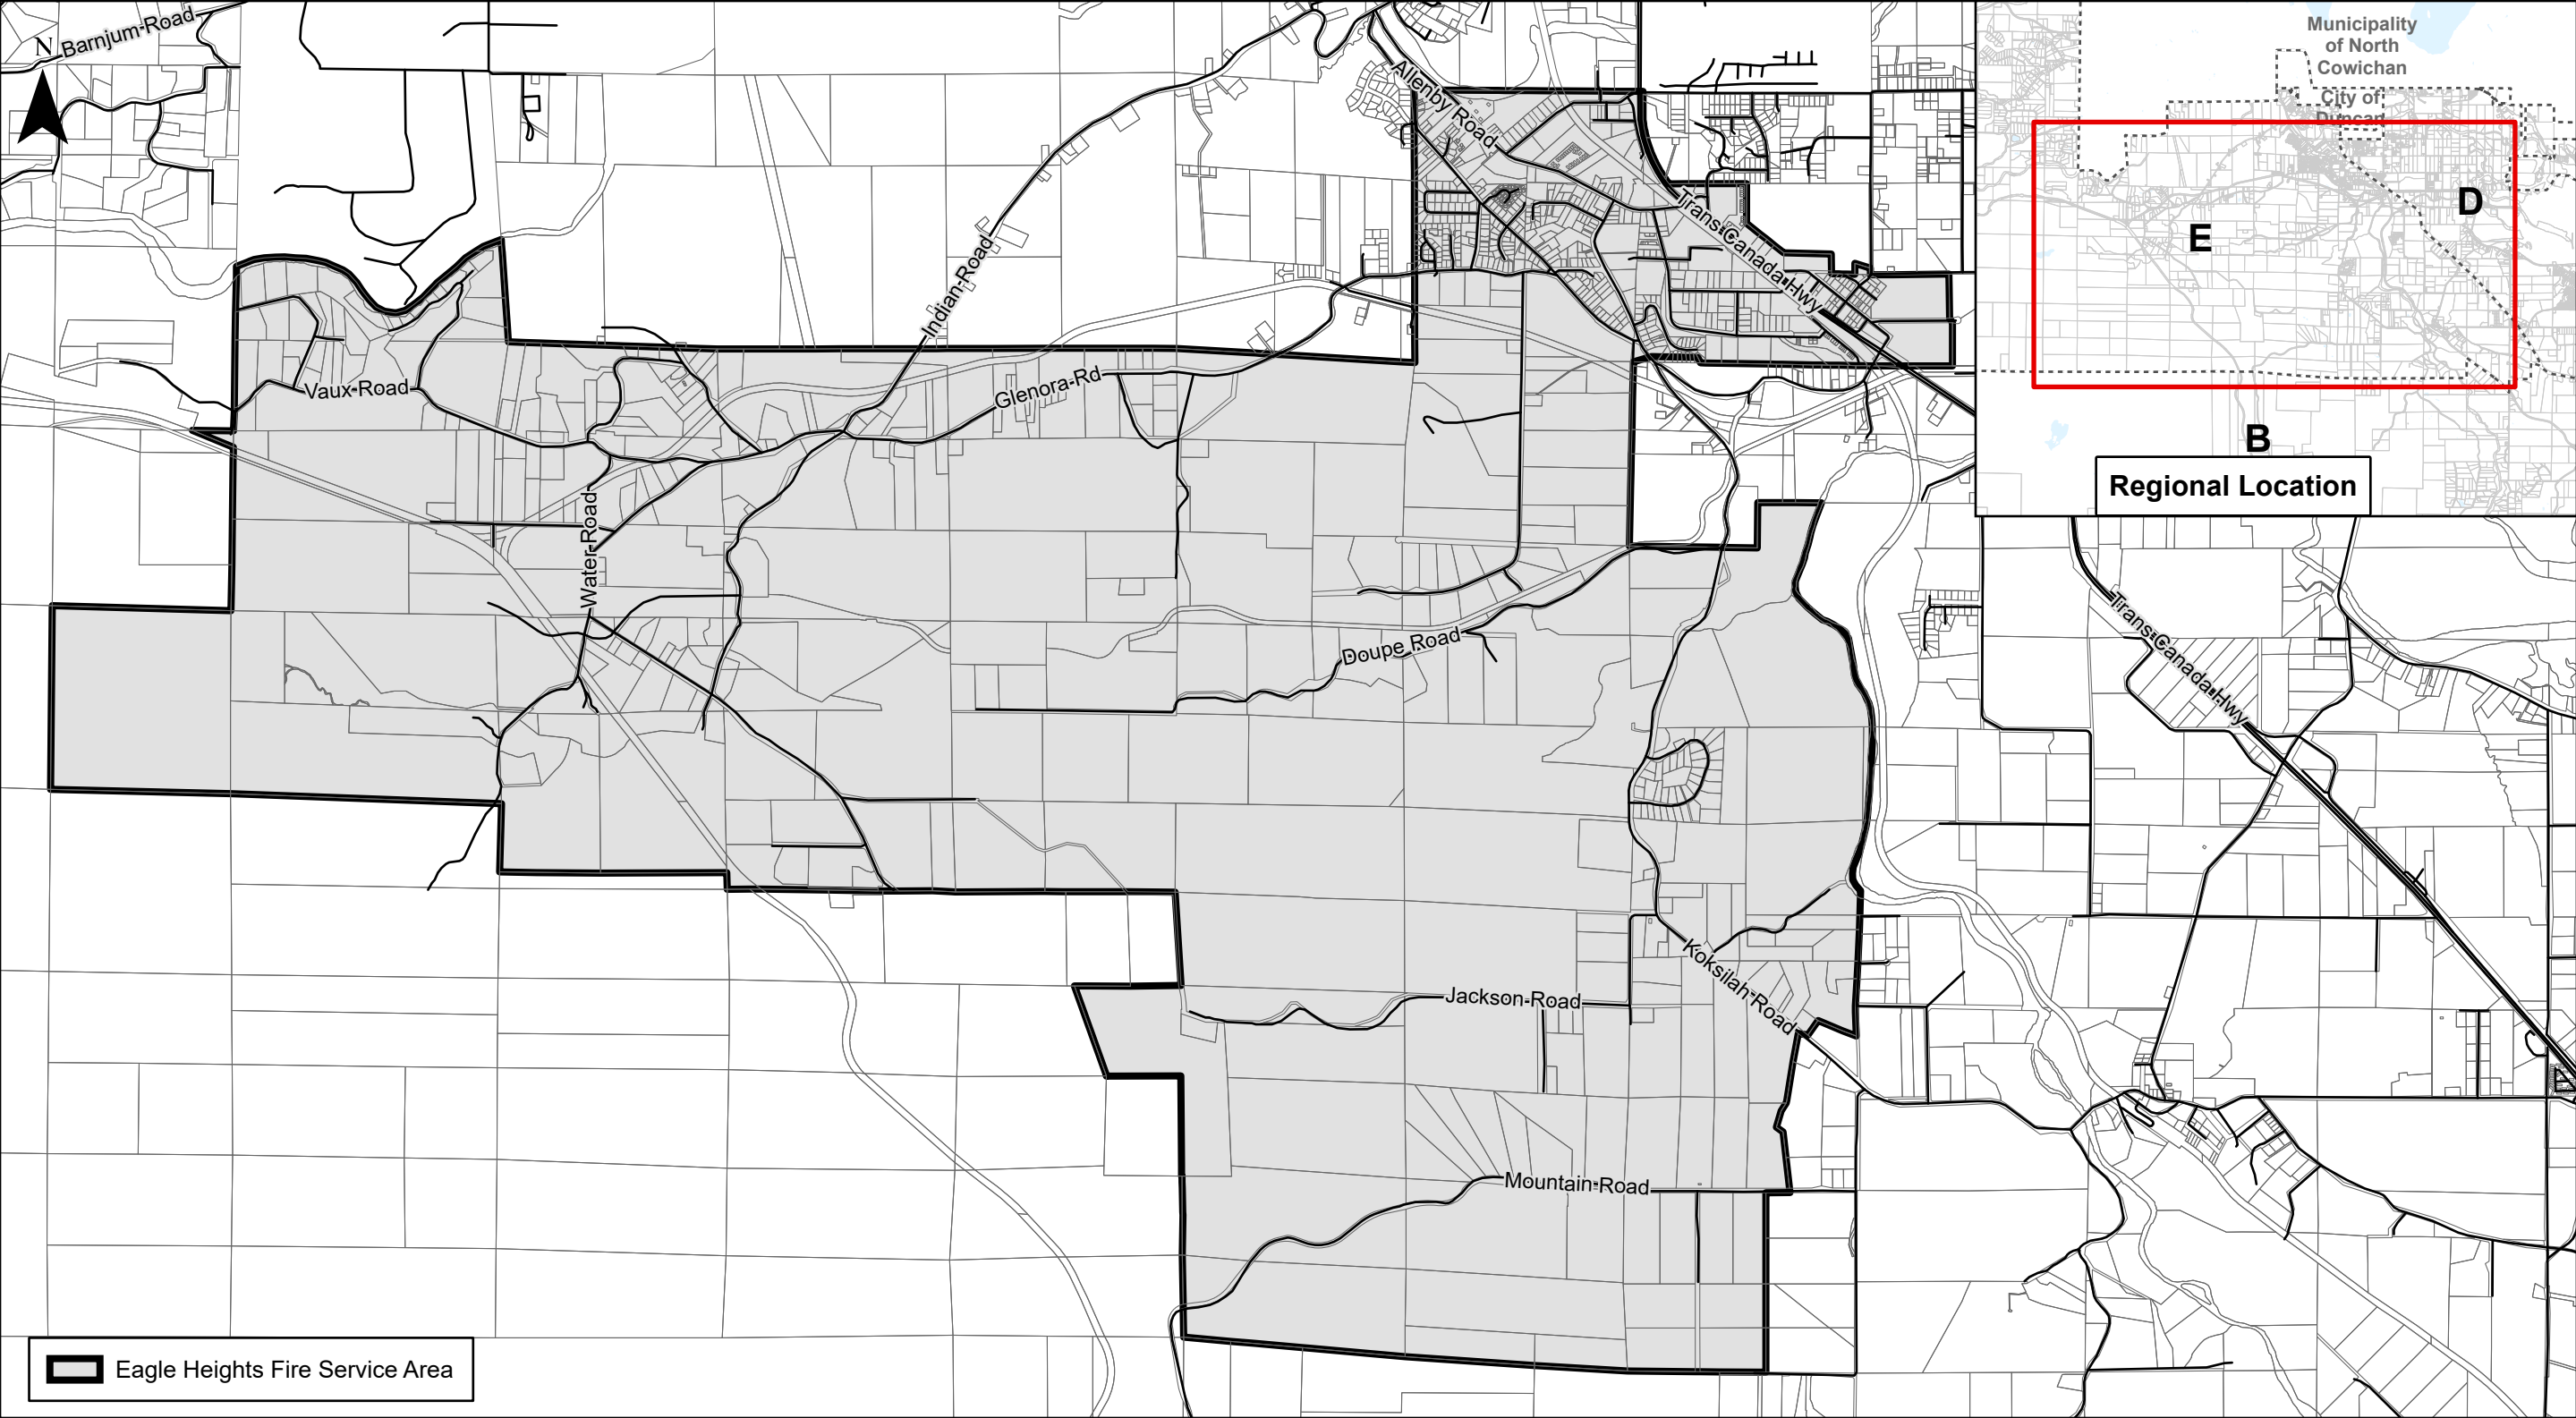 Barnjum Road
N
Allenby Road
Trans-Canada Hwy
Indian Road
Glenora Rd
Vaux Road
Water Road
Doupe Road
Koksilah Road
Jackson Road
Mountain Road
Trans-Canada Hwy
Municipality
of North
Cowichan
City of
Duncan
D
E
B
Regional Location
Eagle Heights Fire Service Area